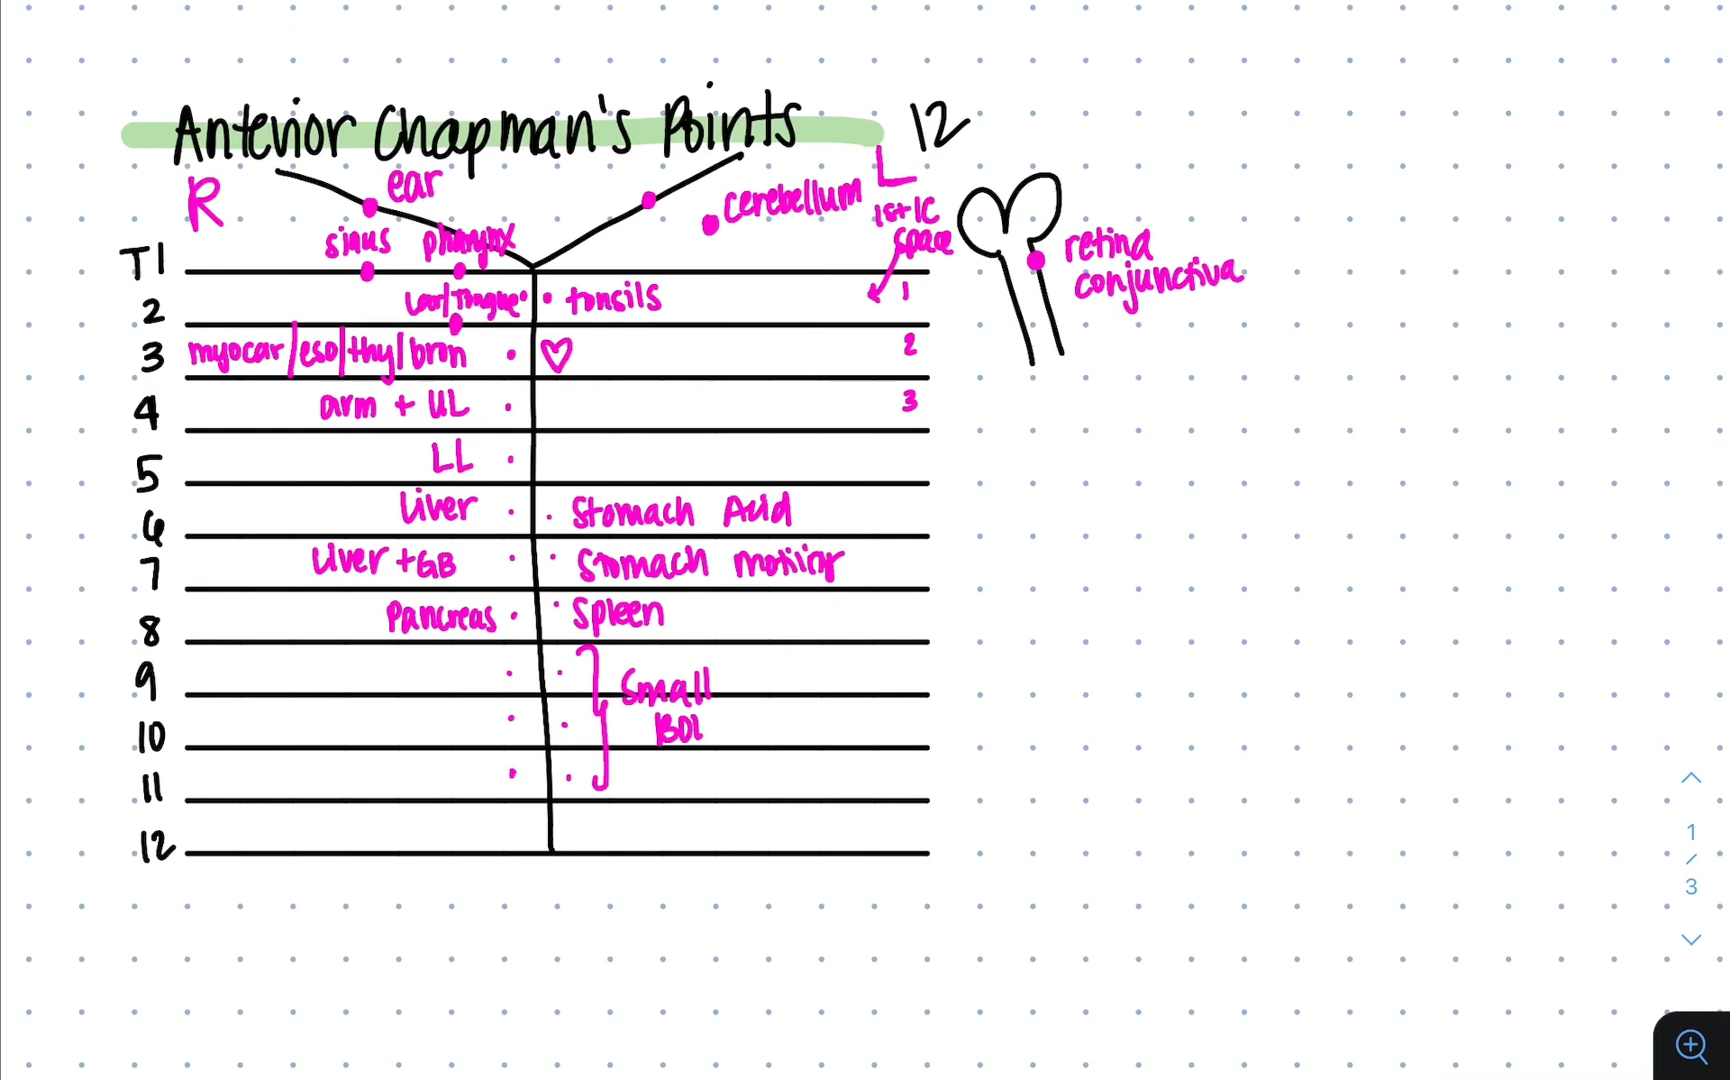 Anterior Chapman's Points 12
R ear cerebellum L
1st IC space
sinus pharynx
retina
conjunctiva
T1
2 Lar/Tongue tonsils 1
3 myocar/eso/thy/bron 2
4 arm + UL 3
5 LL
6 Liver Stomach Acid
7 Liver + GB Stomach motility
8 Pancreas Spleen
9 Small
10 Bow
11
12
1
/
3